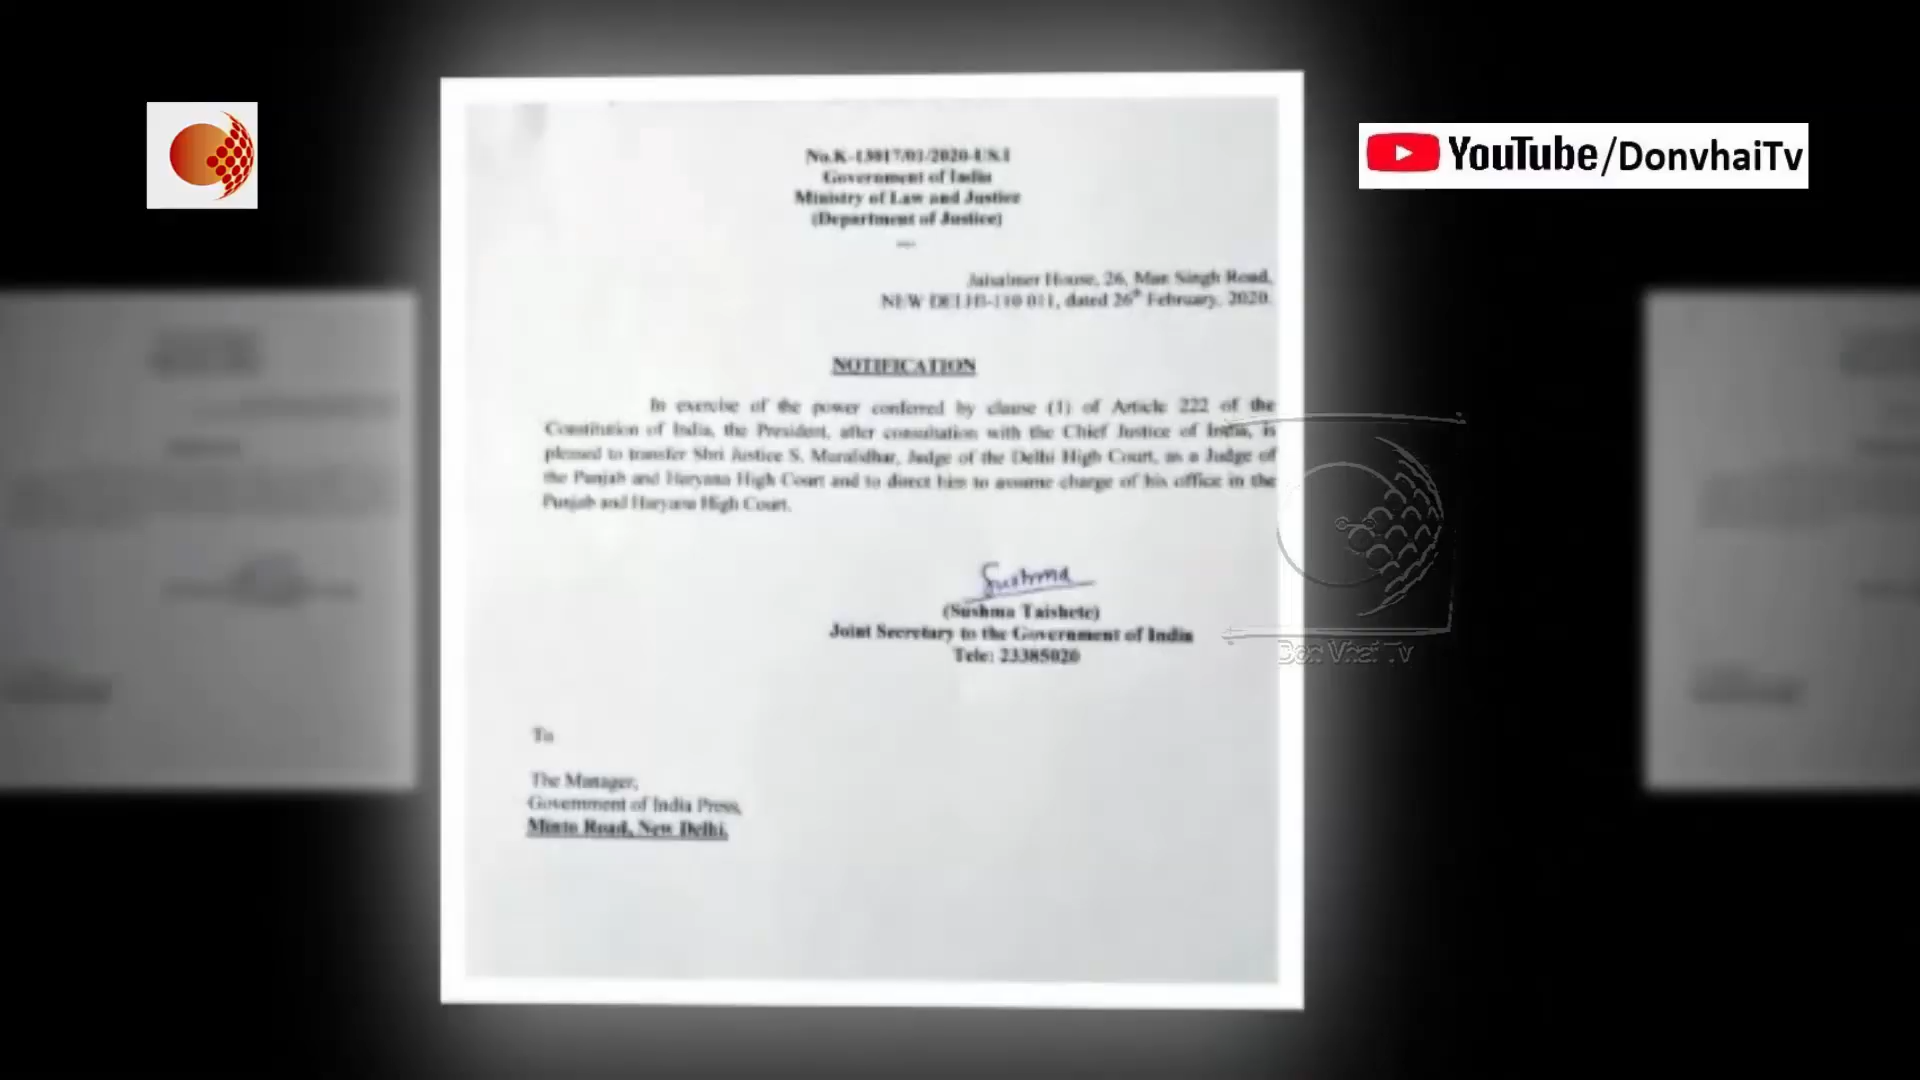 YouTube/DonvhaiTv
No.K-13017/01/2020-US.I
Government of India
Ministry of Law and Justice
(Department of Justice)
Jaisalmer House, 26, Man Singh Road,
NEW DELHI-110 011, dated 26th February, 2020.
NOTIFICATION
In exercise of the power conferred by clause (1) of Article 222 of the
Constitution of India, the President, after consultation with the Chief Justice of India, is
pleased to transfer Shri Justice S. Muralidhar, Judge of the Delhi High Court, as a Judge of
the Punjab and Haryana High Court and to direct him to assume charge of his office in the
Punjab and Haryana High Court.
Sushma
(Sushma Taishete)
Joint Secretary to the Government of India
Tele: 23385020
Don Vhai Tv
To
The Manager,
Government of India Press,
Minto Road, New Delhi.